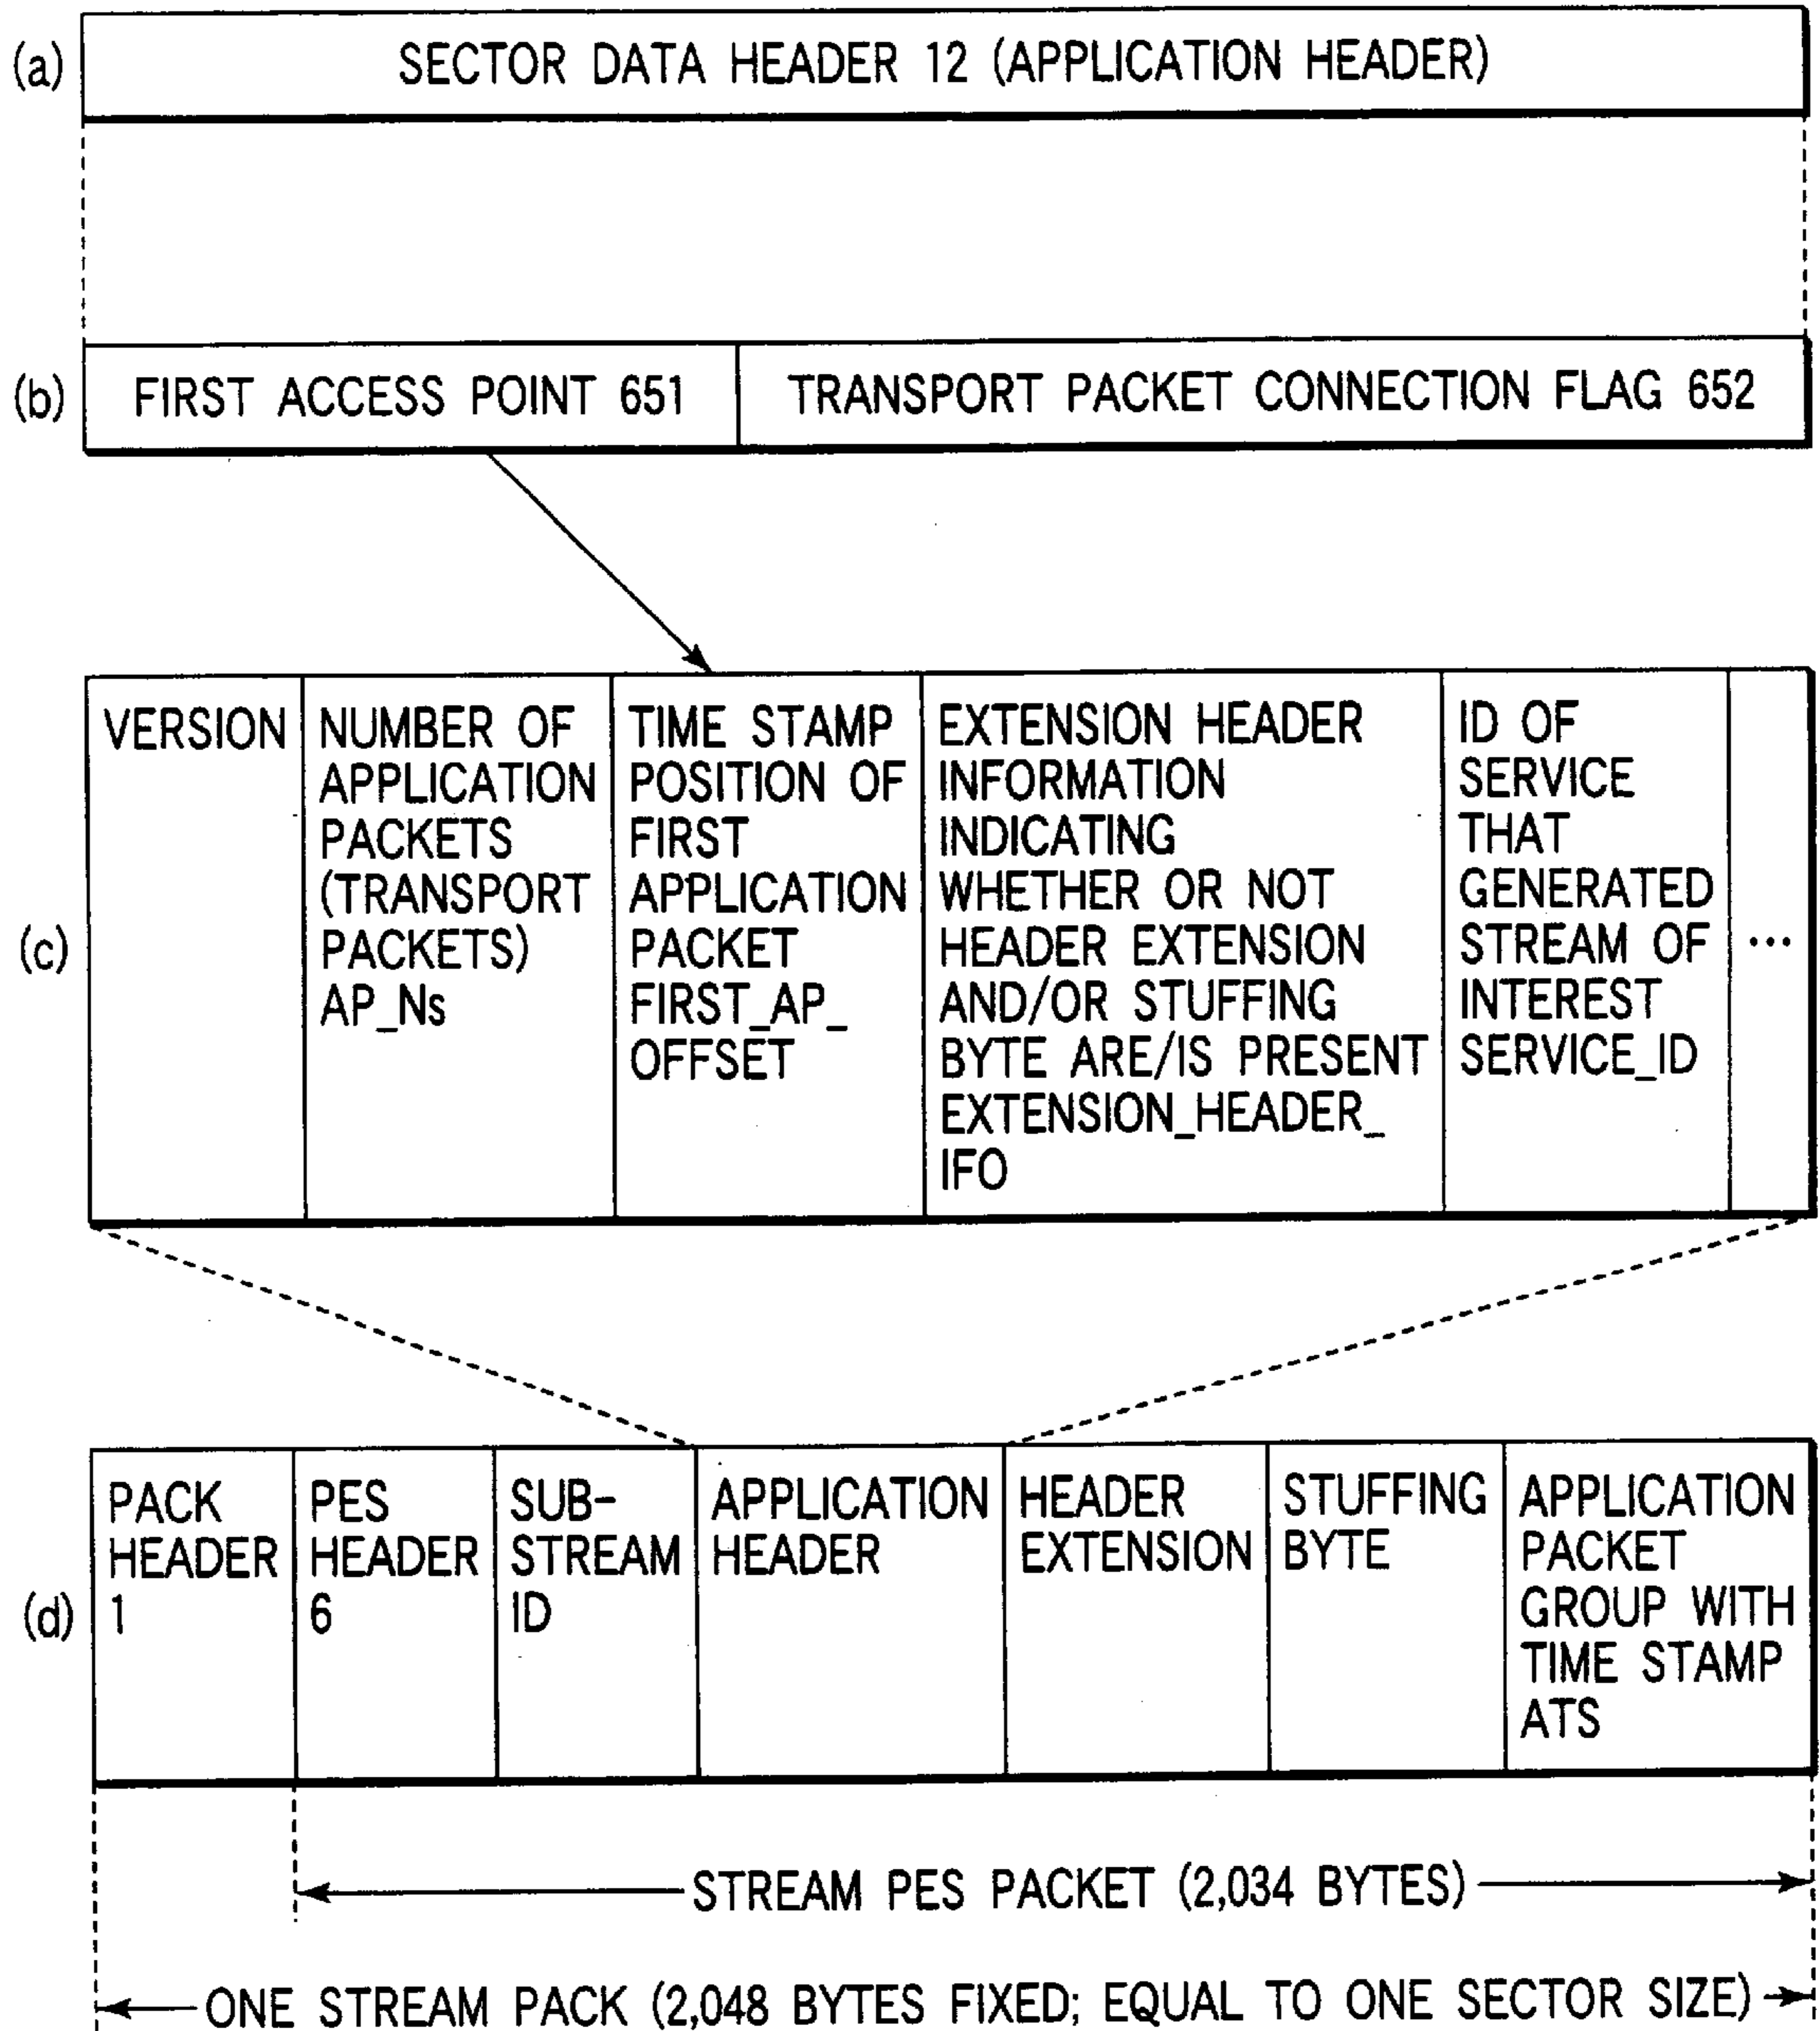 (a)
SECTOR DATA HEADER 12 (APPLICATION HEADER)
(b)
FIRST ACCESS POINT 651
TRANSPORT PACKET CONNECTION FLAG 652
(c)
VERSION
NUMBER OF
APPLICATION
PACKETS
(TRANSPORT
PACKETS)
AP_Ns
TIME STAMP
POSITION OF
FIRST
APPLICATION
PACKET
FIRST_AP_
OFFSET
EXTENSION HEADER
INFORMATION
INDICATING
WHETHER OR NOT
HEADER EXTENSION
AND/OR STUFFING
BYTE ARE/IS PRESENT
EXTENSION_HEADER_
IFO
ID OF
SERVICE
THAT
GENERATED
STREAM OF
INTEREST
SERVICE_ID
...
(d)
PACK
HEADER
1
PES
HEADER
6
SUB-
STREAM
ID
APPLICATION
HEADER
HEADER
EXTENSION
STUFFING
BYTE
APPLICATION
PACKET
GROUP WITH
TIME STAMP
ATS
STREAM PES PACKET (2,034 BYTES)
ONE STREAM PACK (2,048 BYTES FIXED; EQUAL TO ONE SECTOR SIZE)